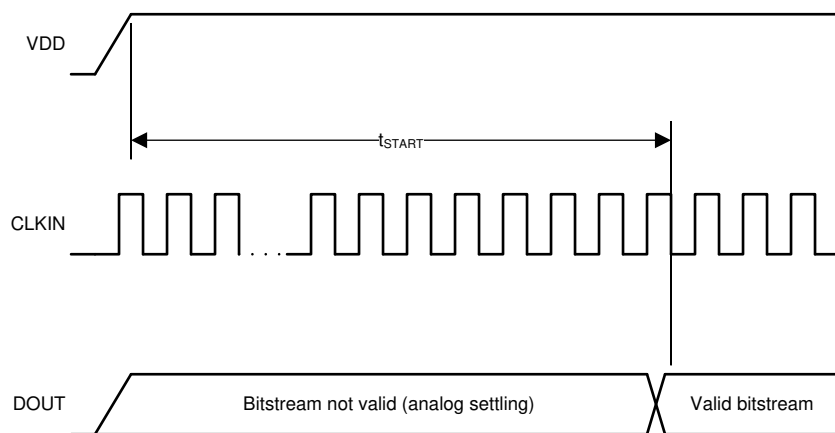 VDD
tSTART
CLKIN
. . .
DOUT
Bitstream not valid (analog settling)
Valid bitstream